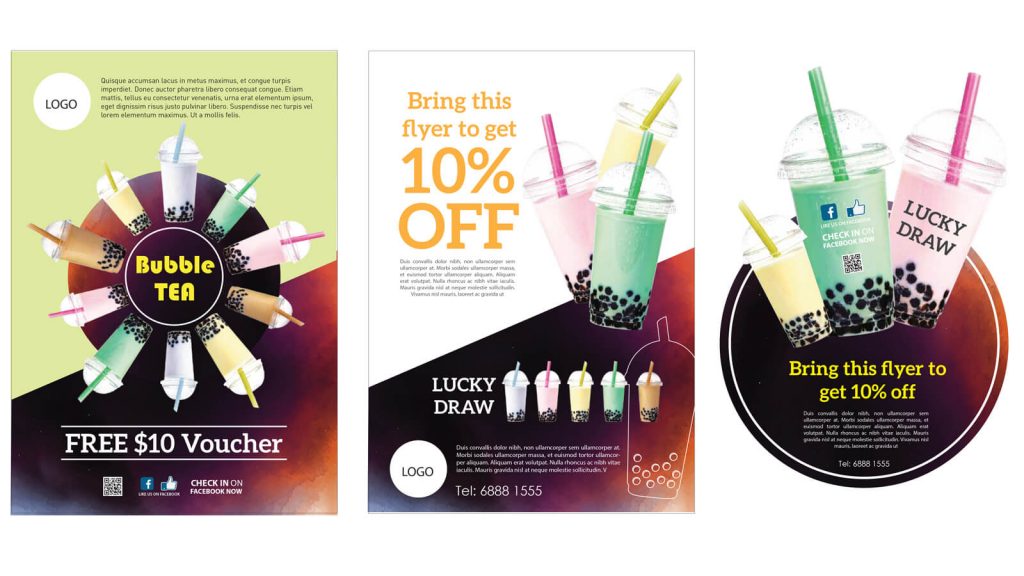 LOGO
Quisque accumsan lacus in metus maximus, et congue turpis
imperdiet. Donec auctor pharetra libero consequat congue. Etiam
mattis, tellus eu consectetur venenatis, urna erat elementum ipsum,
eget dignissim risus justo pulvinar libero. Suspendisse nec turpis vel
lorem elementum maximus. Ut a mollis felis.
Bubble
TEA
FREE $10 Voucher
LIKE US ON FACEBOOK
CHECK IN ON
FACEBOOK NOW
Bring this
flyer to get
10%
OFF
Duis convallis dolor nibh, non ullamcorper sem
ullamcorper at. Morbi sodales ullamcorper massa,
et euismod tortor ullamcorper aliquam. Aliquam
erat volutpat. Nulla rhoncus ac nibh vitae iaculis.
Mauris gravida nisl at neque molestie sollicitudin.
Vivamus nisl mauris, laoreet ac gravida ut
LUCKY
DRAW
Duis convallis dolor nibh, non ullamcorper sem ullamcorper at.
Morbi sodales ullamcorper massa, et euismod tortor ullamcor-
per aliquam. Aliquam erat volutpat. Nulla rhoncus ac nibh vitae
iaculis. Mauris gravida nisl at neque molestie sollicitudin. V
LOGO
Tel: 6888 1555
LIKE US ON FACEBOOK
CHECK IN ON
FACEBOOK NOW
LUCKY
DRAW
Bring this flyer to
get 10% off
Duis convallis dolor nibh, non ullamcorper sem
ullamcorper at. Morbi sodales ullamcorper massa,
et euismod tortor ullamcorper aliquam. Aliquam
erat volutpat. Nulla rhoncus ac nibh vitae iaculis. Mauris
gravida nisl at neque molestie sollicitudin. Vivamus nisl
mauris, laoreet ac gravida ut
Tel: 6888 1555